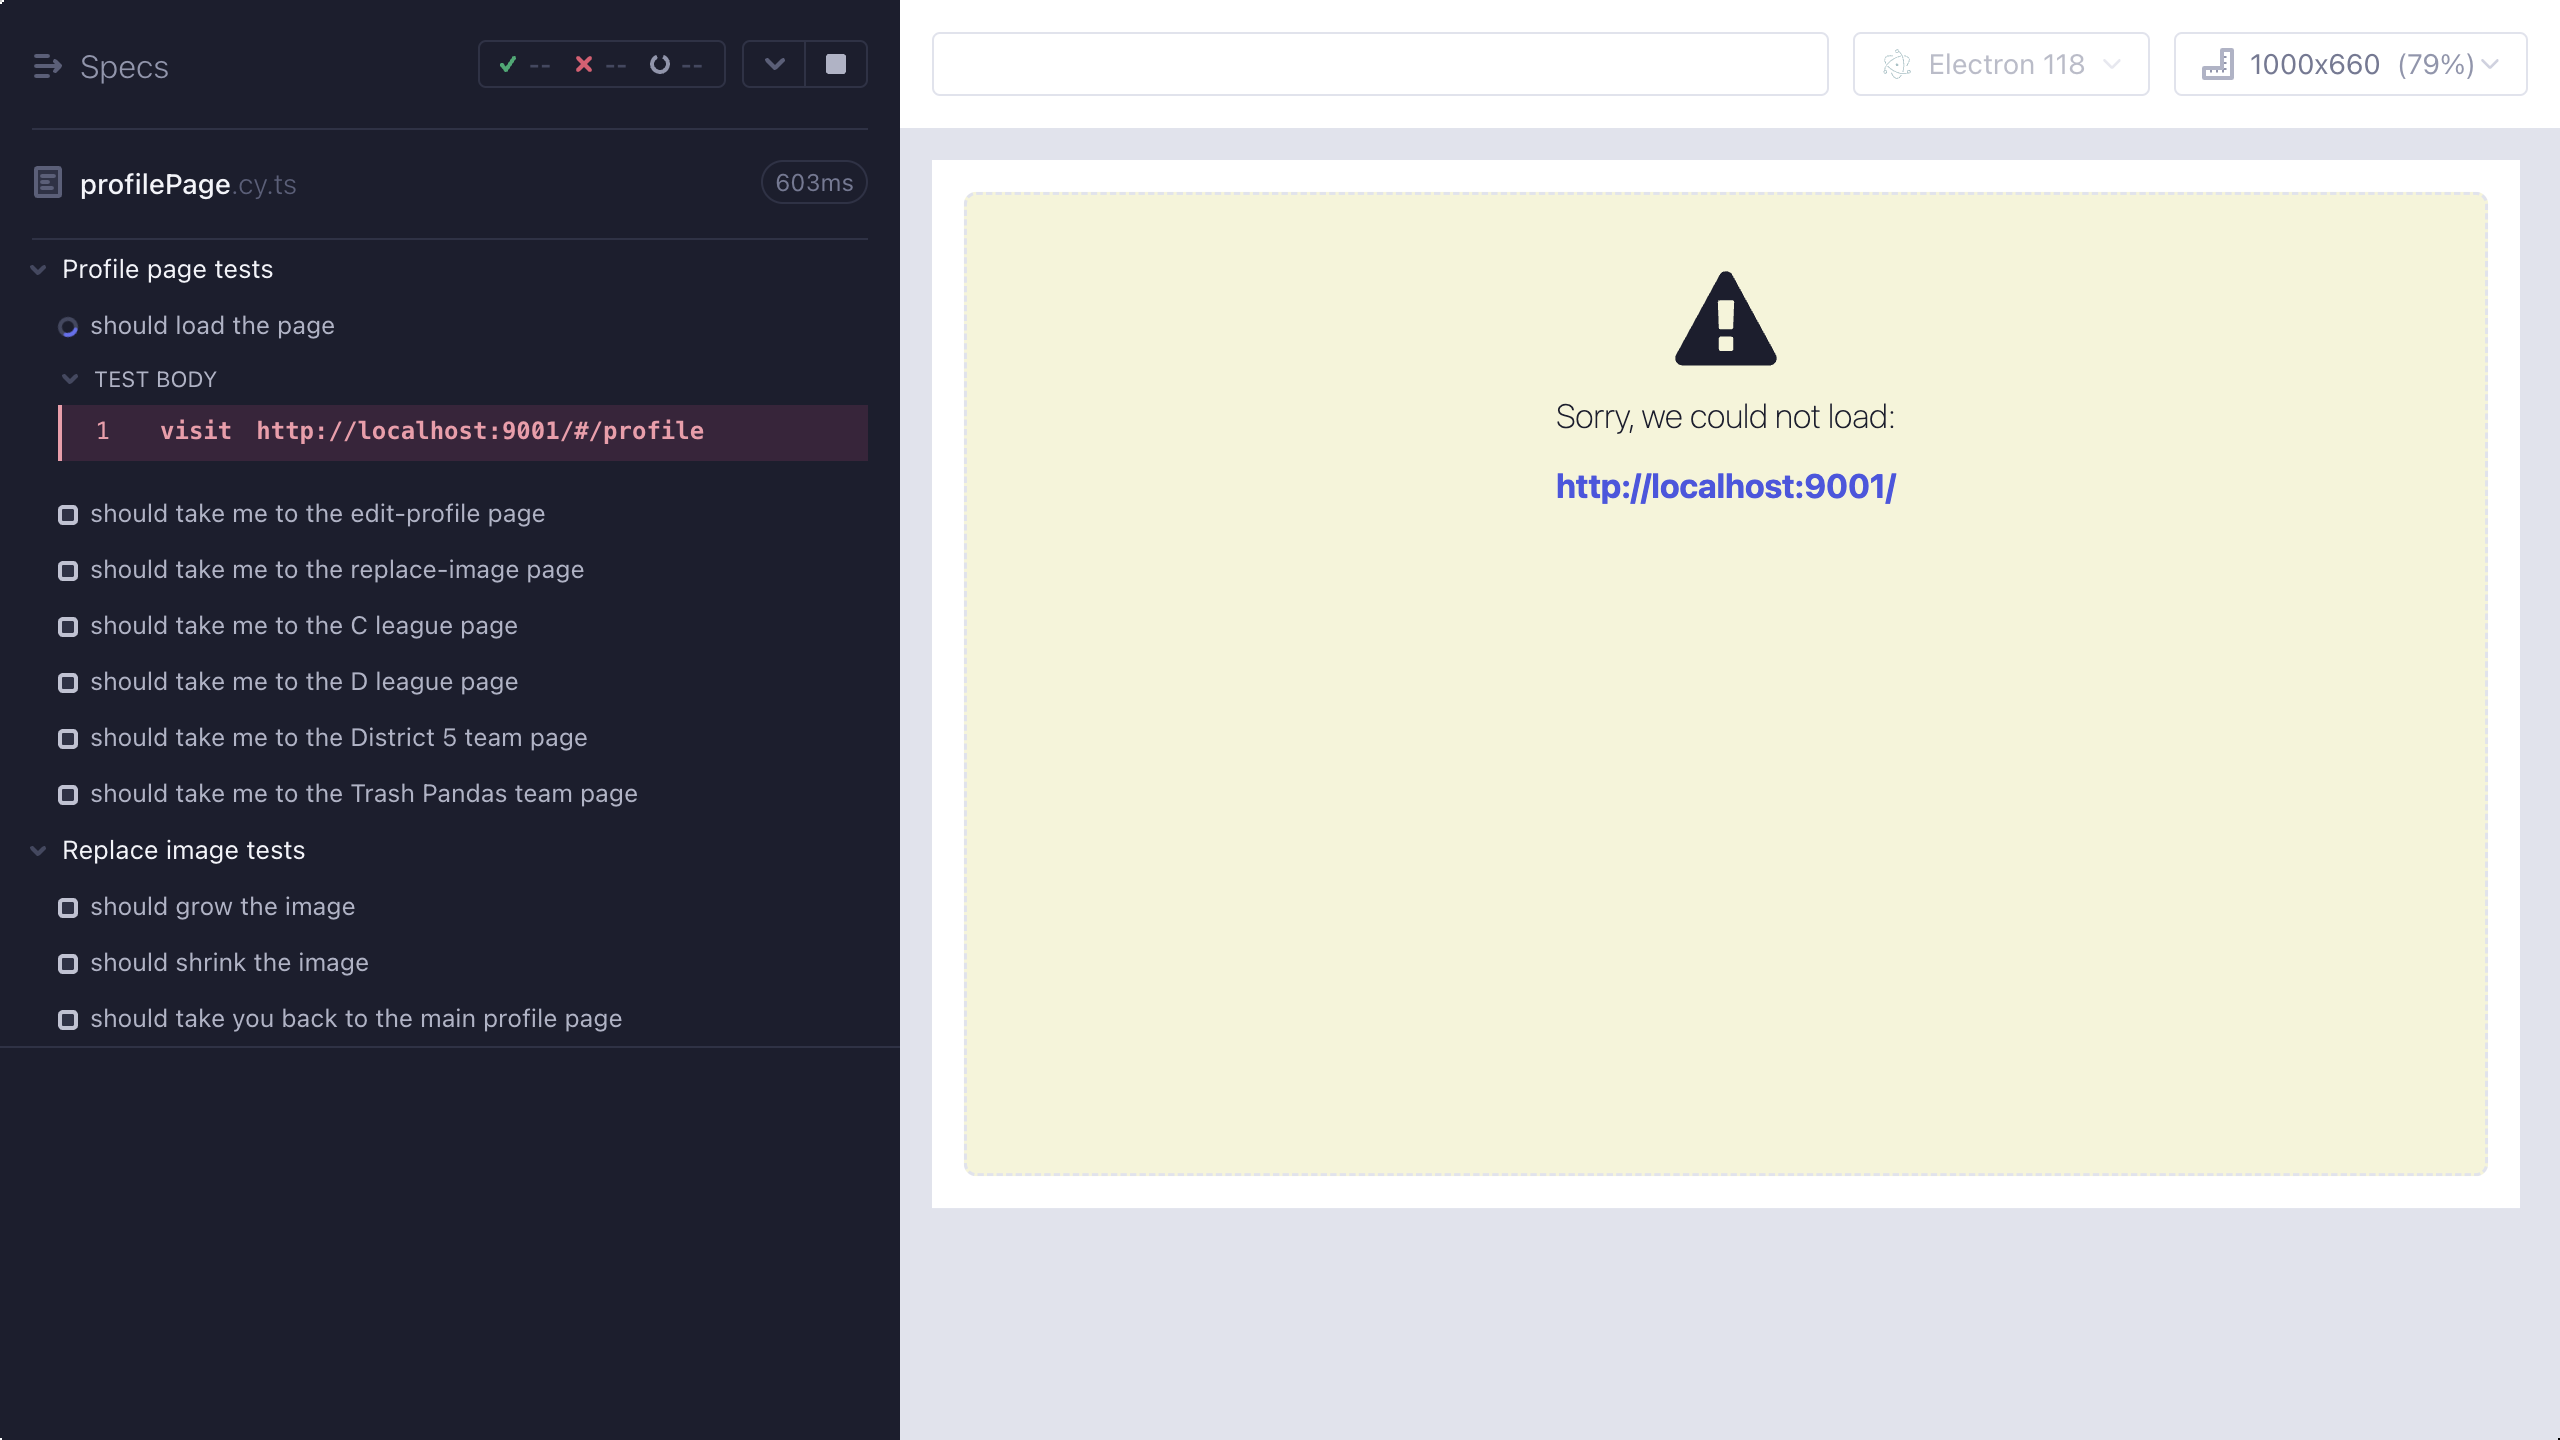 Specs
-- -- --
profilePage.cy.ts
603ms
Profile page tests
should load the page
TEST BODY
1 visit http://localhost:9001/#/profile
should take me to the edit-profile page
should take me to the replace-image page
should take me to the C league page
should take me to the D league page
should take me to the District 5 team page
should take me to the Trash Pandas team page
Replace image tests
should grow the image
should shrink the image
should take you back to the main profile page
Electron 118
1000x660 (79%)
Sorry, we could not load:
http://localhost:9001/